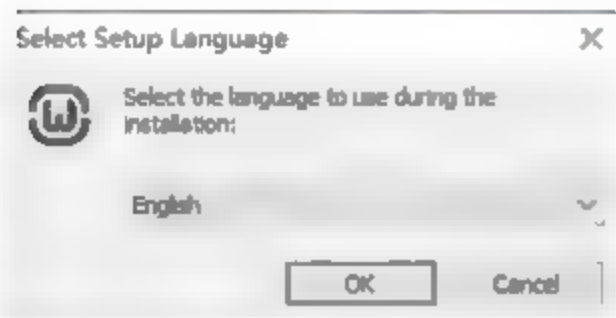 Select Setup Language
Select the language to use during the
installation:
English
OK Cancel